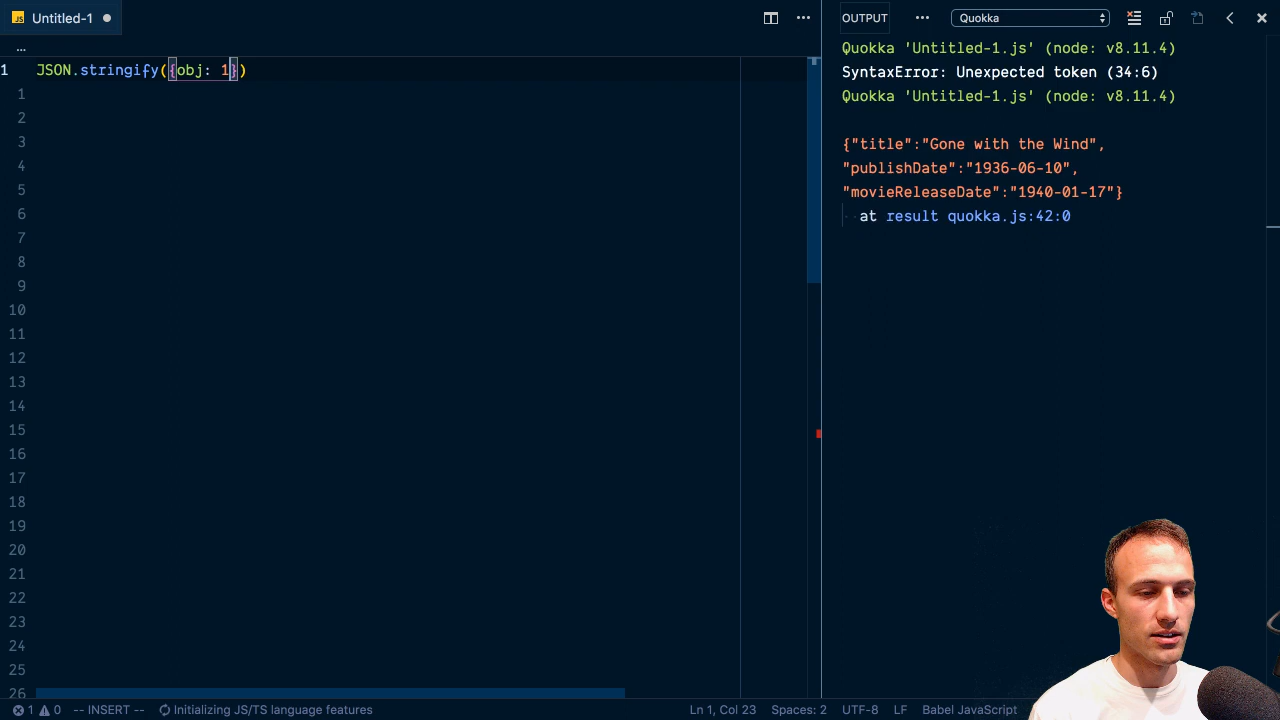 JS Untitled-1
...
1 JSON.stringify({obj: 1})
1
2
3
4
5
6
7
8
9
10
11
12
13
14
15
16
17
18
19
20
21
22
23
24
25
26
OUTPUT ... Quokka
Quokka 'Untitled-1.js' (node: v8.11.4)
SyntaxError: Unexpected token (34:6)
Quokka 'Untitled-1.js' (node: v8.11.4)
{"title":"Gone with the Wind",
"publishDate":"1936-06-10",
"movieReleaseDate":"1940-01-17"}
at result quokka.js:42:0
1 0 -- INSERT -- Initializing JS/TS language features Ln 1, Col 23 Spaces: 2 UTF-8 LF Babel JavaScript